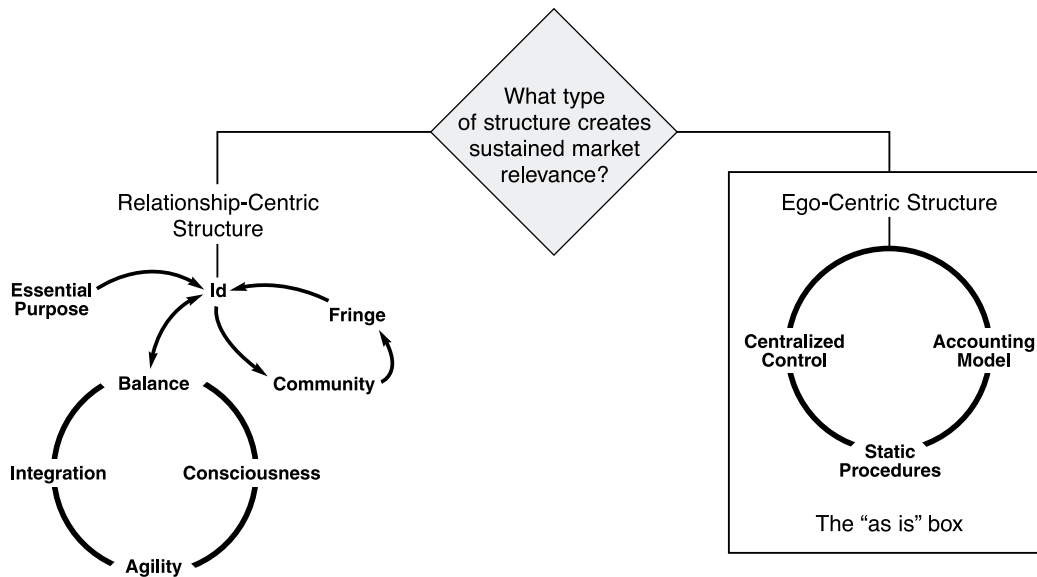 What type
of structure creates
sustained market
relevance?
Relationship-Centric
Structure
Essential
Purpose
Id
Fringe
Balance
Community
Integration
Consciousness
Agility
Ego-Centric Structure
Centralized
Control
Accounting
Model
Static
Procedures
The “as is” box